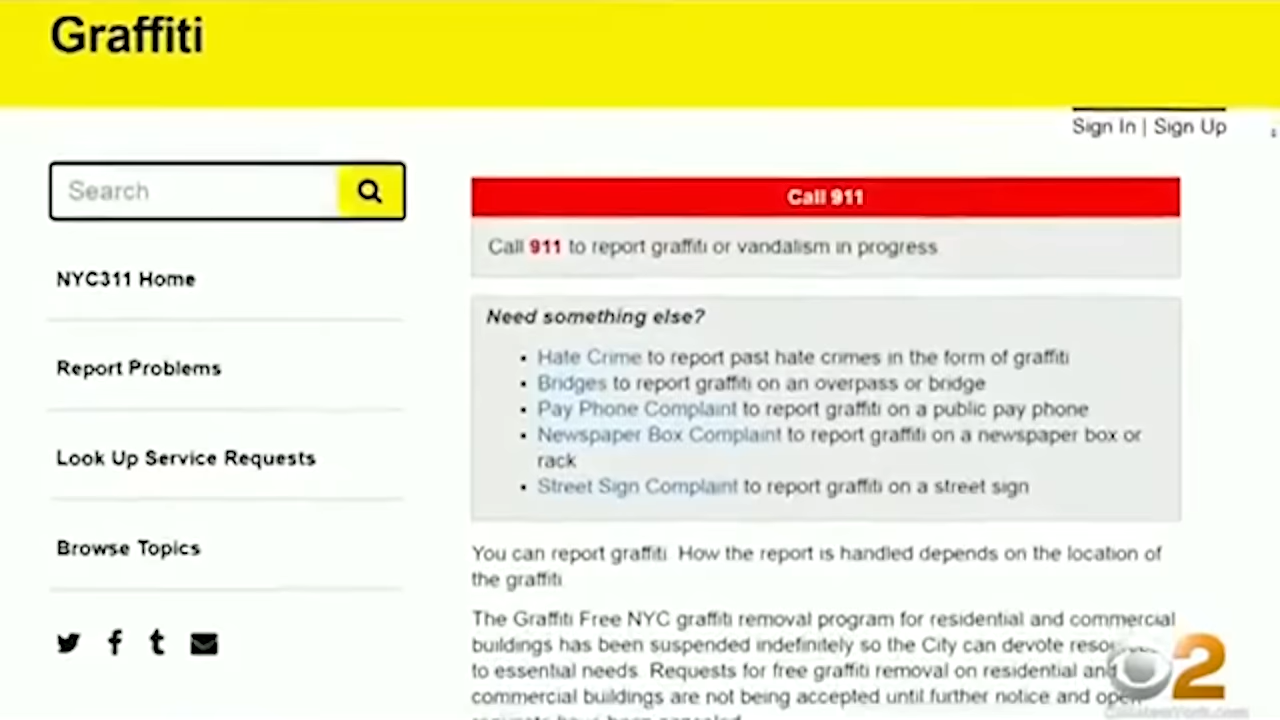 Graffiti
Sign In | Sign Up
Search
NYC311 Home
Report Problems
Look Up Service Requests
Browse Topics
Call 911
Call 911 to report graffiti or vandalism in progress
Need something else?
• Hate Crime to report past hate crimes in the form of graffiti
• Bridges to report graffiti on an overpass or bridge
• Pay Phone Complaint to report graffiti on a public pay phone
• Newspaper Box Complaint to report graffiti on a newspaper box or
rack
• Street Sign Complaint to report graffiti on a street sign
You can report graffiti. How the report is handled depends on the location of
the graffiti
The Graffiti Free NYC graffiti removal program for residential and commercial
buildings has been suspended indefinitely so the City can devote
to essential needs. Requests for free graffiti removal on residential and
commercial buildings are not being accepted until further notice and
2